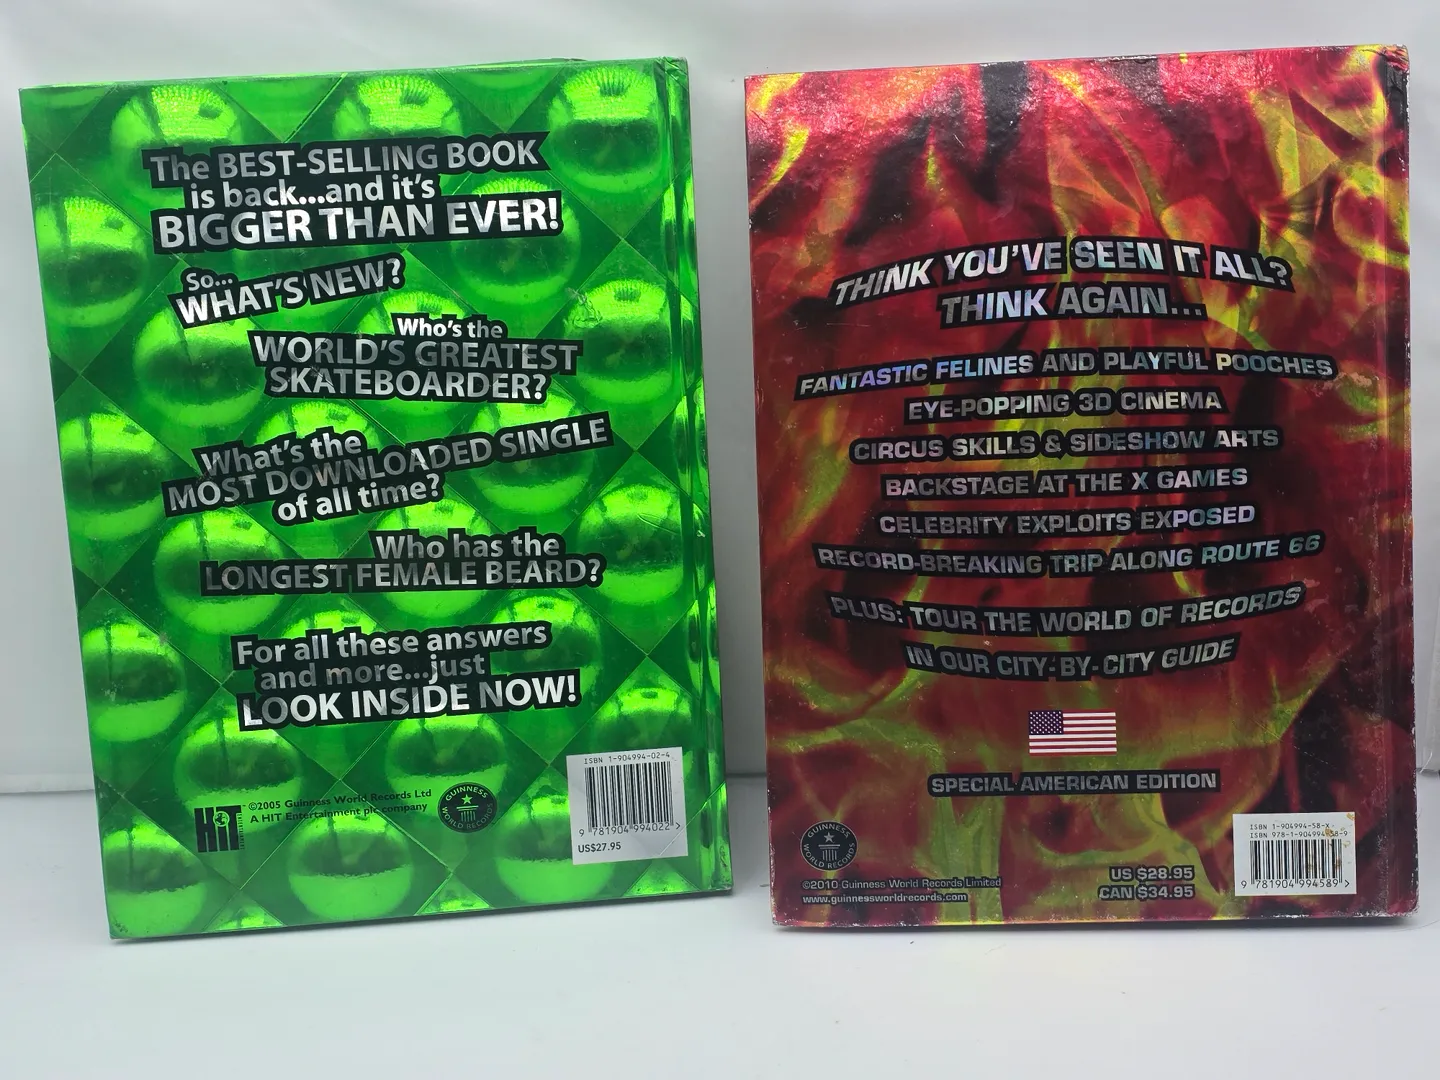 The BEST-SELLING BOOK
is back...and it's
BIGGER THAN EVER!
So...
WHAT'S NEW?
Who's the
WORLD'S GREATEST
SKATEBOARDER?
What's the
MOST DOWNLOADED SINGLE
of all time?
Who has the
LONGEST FEMALE BEARD?
For all these answers
and more...just
LOOK INSIDE NOW!
HiT
©2005 Guinness World Records Ltd
A HIT Entertainment plc company
GUINNESS WORLD RECORDS
ISBN 1-904994-02-4
9 781904 994022 >
US$27.95
THINK YOU'VE SEEN IT ALL?
THINK AGAIN...
FANTASTIC FELINES AND PLAYFUL POOCHES
EYE-POPPING 3D CINEMA
CIRCUS SKILLS & SIDESHOW ARTS
BACKSTAGE AT THE X GAMES
CELEBRITY EXPLOITS EXPOSED
RECORD-BREAKING TRIP ALONG ROUTE 66
PLUS: TOUR THE WORLD OF RECORDS
IN OUR CITY-BY-CITY GUIDE
SPECIAL AMERICAN EDITION
GUINNESS WORLD RECORDS
©2010 Guinness World Records Limited
www.guinnessworldrecords.com
US $28.95
CAN $34.95
ISBN 1-904994-58-X
ISBN 978-1-904994-58-9
9 781904 994589 >